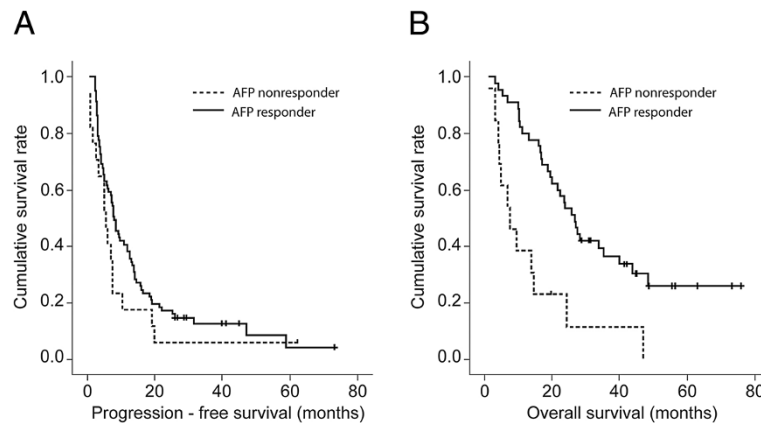 A
1.0
0.8
0.6
0.4
0.2
0.0
0
20
40
60
80
Cumulative survival rate
Progression - free survival (months)
AFP nonresponder
AFP responder
B
1.0
0.8
0.6
0.4
0.2
0.0
0
20
40
60
80
Cumulative survival rate
Overall survival (months)
AFP nonresponder
AFP responder